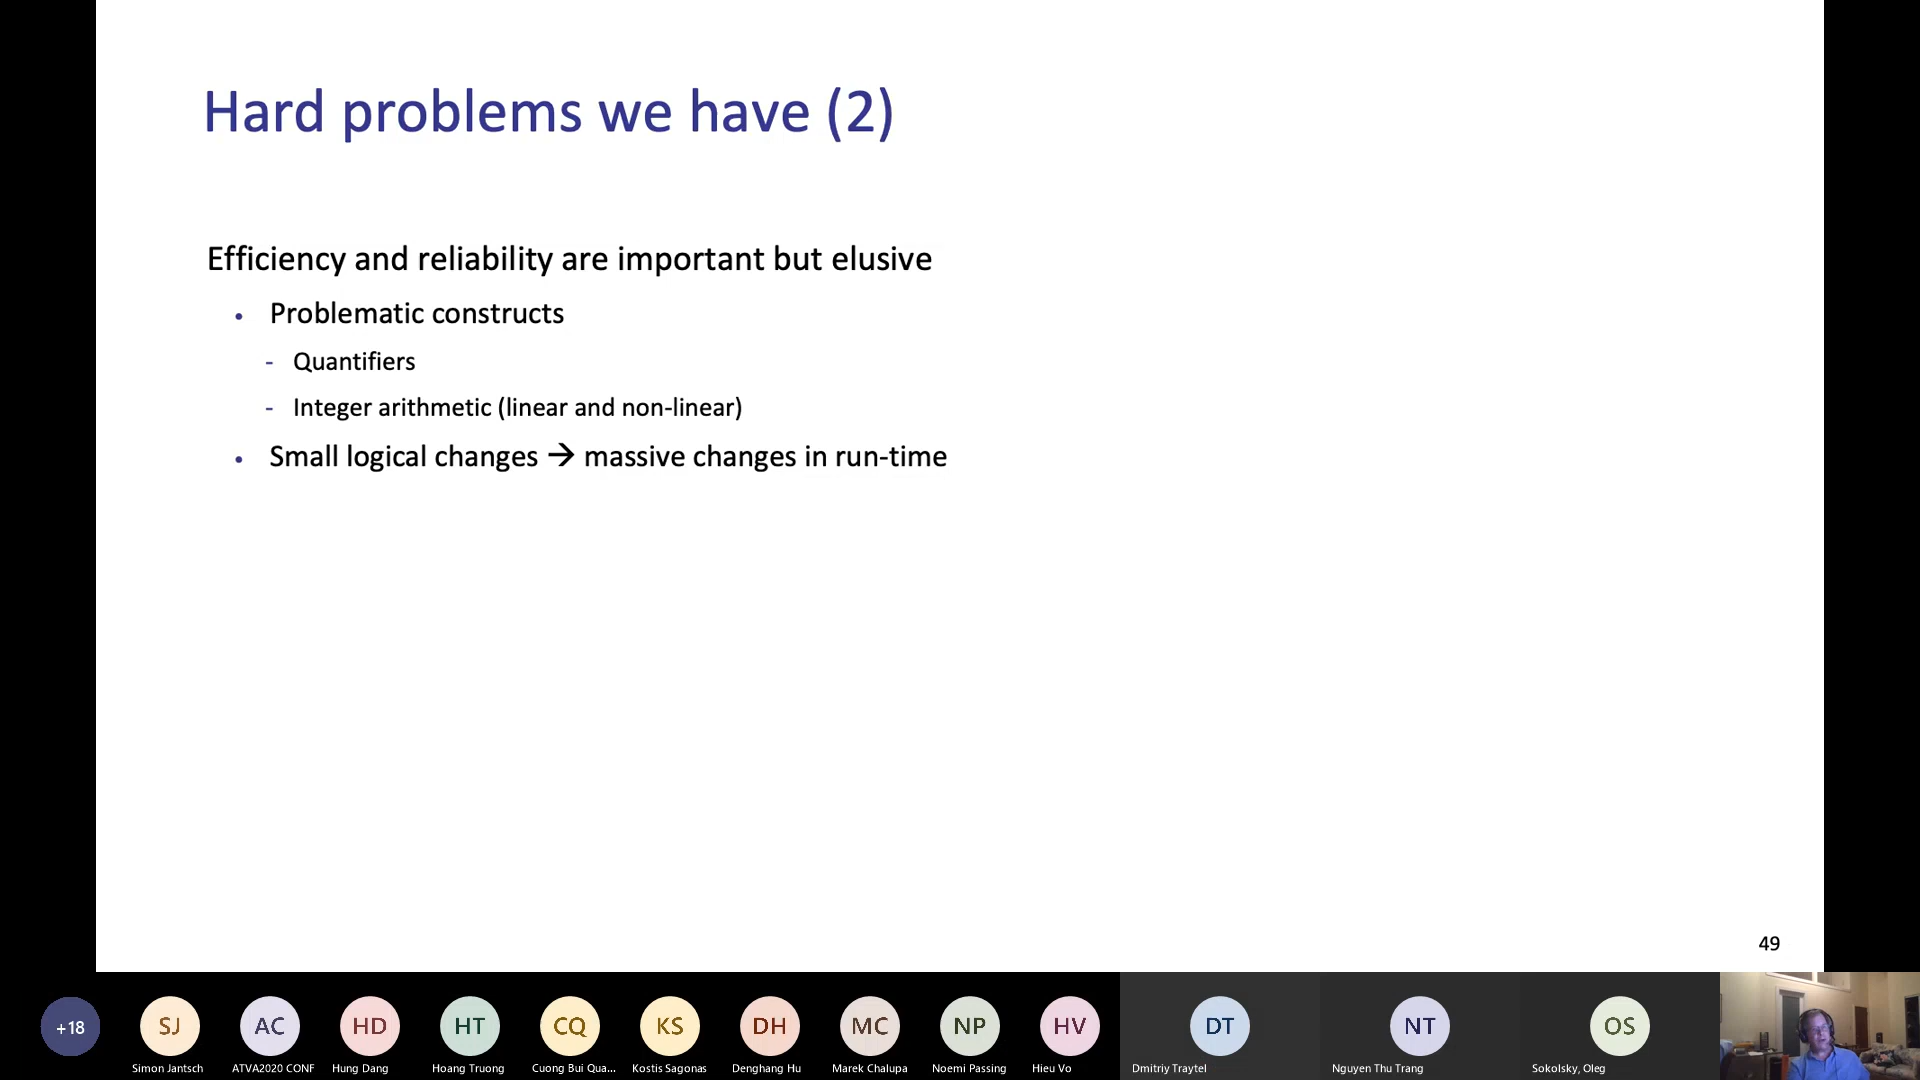 Hard problems we have (2)
Efficiency and reliability are important but elusive
• Problematic constructs
- Quantifiers
- Integer arithmetic (linear and non-linear)
• Small logical changes → massive changes in run-time
49
+18
SJ
AC
HD
HT
CQ
KS
DH
MC
NP
HV
DT
NT
OS
Simon Jantsch
ATVA2020 CONF
Hung Dang
Hoang Truong
Cuong Bui Qua...
Kostis Sagonas
Denghang Hu
Marek Chalupa
Noemi Passing
Hieu Vo
Dmitriy Traytel
Nguyen Thu Trang
Sokolsky, Oleg